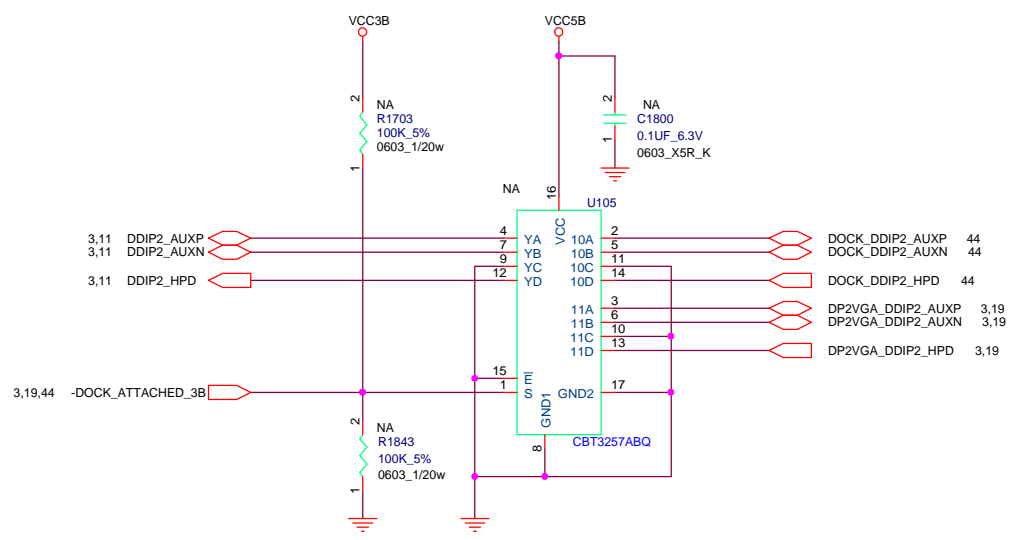 VCC3B
VCC5B
2
NA
R1703
100K_5%
0603_1/20w
1
2
NA
C1800
0.1UF_6.3V
0603_X5R_K
1
NA
16
U105
VCC
3,11 DDIP2_AUXP
4 YA
10A 2
DOCK_DDIP2_AUXP 44
3,11 DDIP2_AUXN
7 YB
10B 5
DOCK_DDIP2_AUXN 44
9 YC
10C 11
3,11 DDIP2_HPD
12 YD
10D 14
DOCK_DDIP2_HPD 44
11A 3
DP2VGA_DDIP2_AUXP 3,19
11B 6
DP2VGA_DDIP2_AUXN 3,19
11C 10
11D 13
DP2VGA_DDIP2_HPD 3,19
15 E
3,19,44 -DOCK_ATTACHED_3B
1 S
GND2 17
GND1
8
CBT3257ABQ
2
NA
R1843
100K_5%
0603_1/20w
1